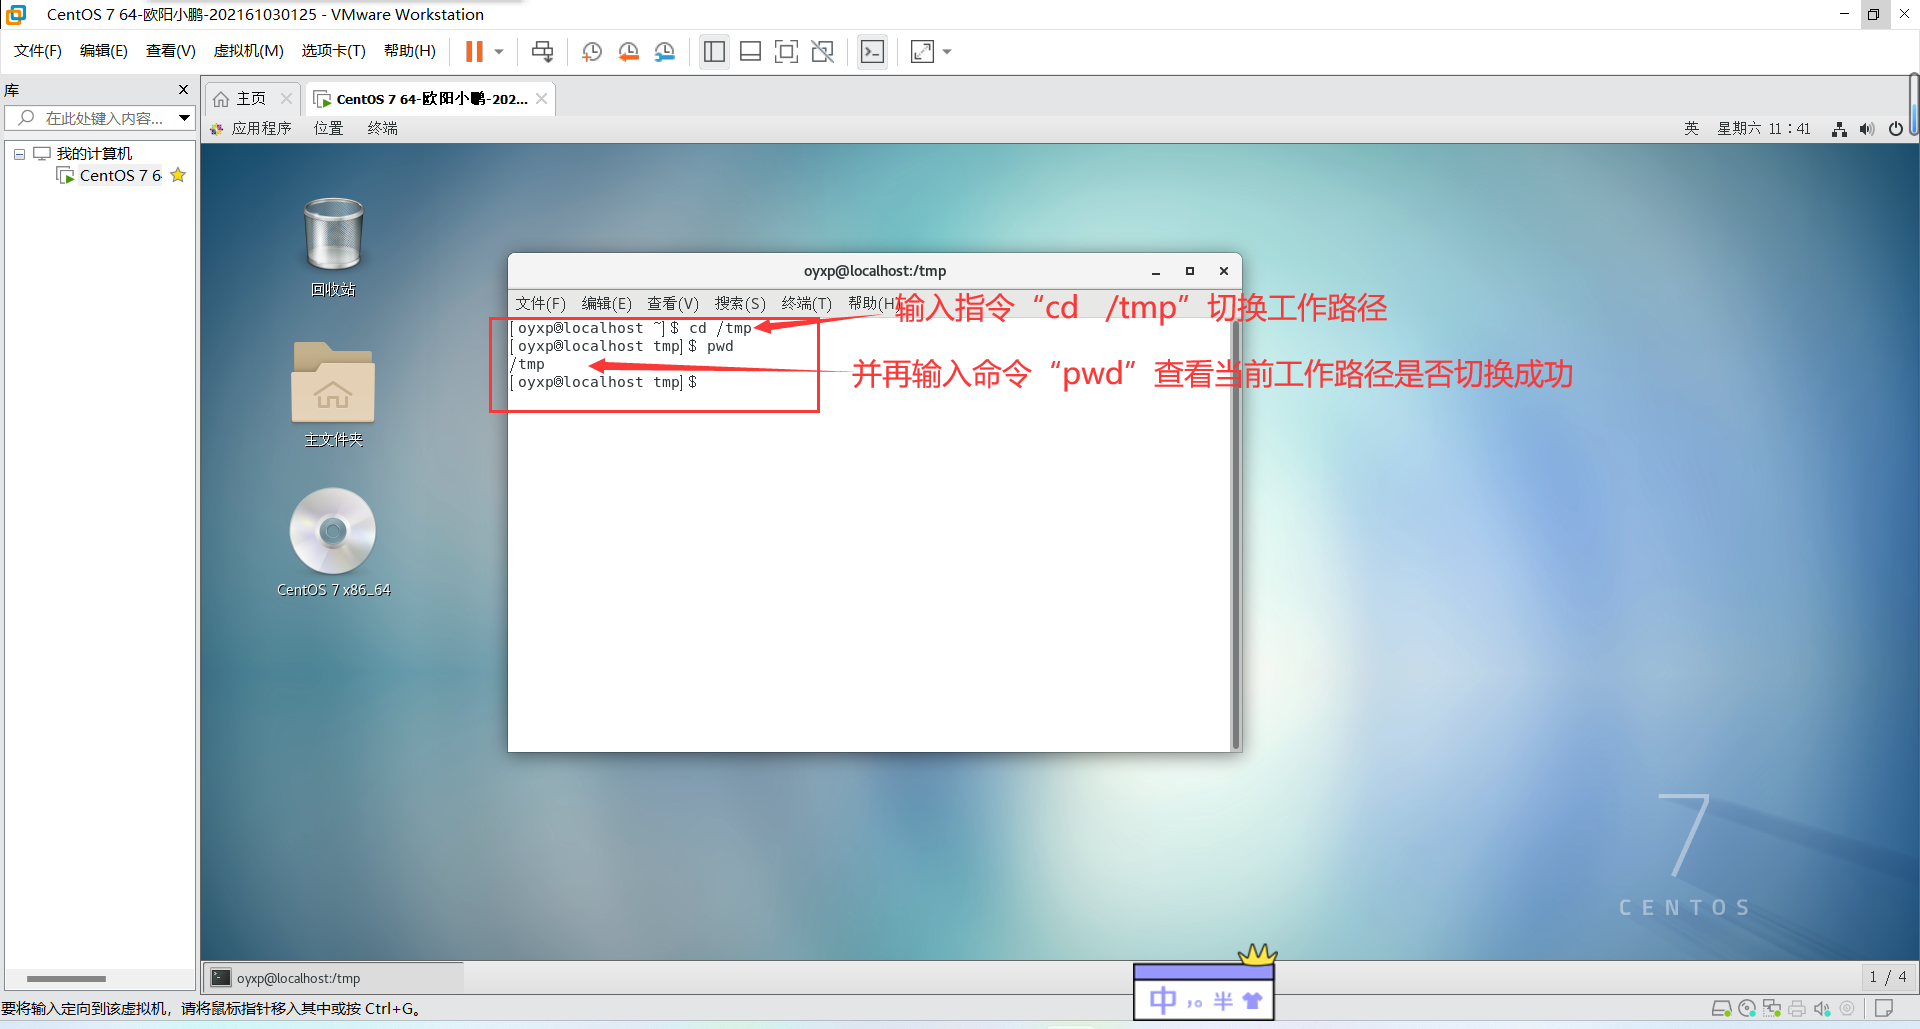 CentOS 7 64-欧阳小鹏-202161030125 - VMware Workstation
文件(F) 编辑(E) 查看(V) 虚拟机(M) 选项卡(T) 帮助(H)
库
在此处键入内容...
我的计算机
CentOS 7 6
主页
CentOS 7 64-欧阳小鹏-202...
应用程序 位置 终端
英 星期六 11：41
回收站
主文件夹
CentOS 7 x86_64
oyxp@localhost:/tmp
文件(F) 编辑(E) 查看(V) 搜索(S) 终端(T) 帮助(H)
[oyxp@localhost ~]$ cd /tmp
[oyxp@localhost tmp]$ pwd
/tmp
[oyxp@localhost tmp]$
输入指令“cd /tmp”切换工作路径
并再输入命令“pwd”查看当前工作路径是否切换成功
7
CENTOS
oyxp@localhost:/tmp
1 / 4
中 ，。 半
要将输入定向到该虚拟机，请将鼠标指针移入其中或按 Ctrl+G。